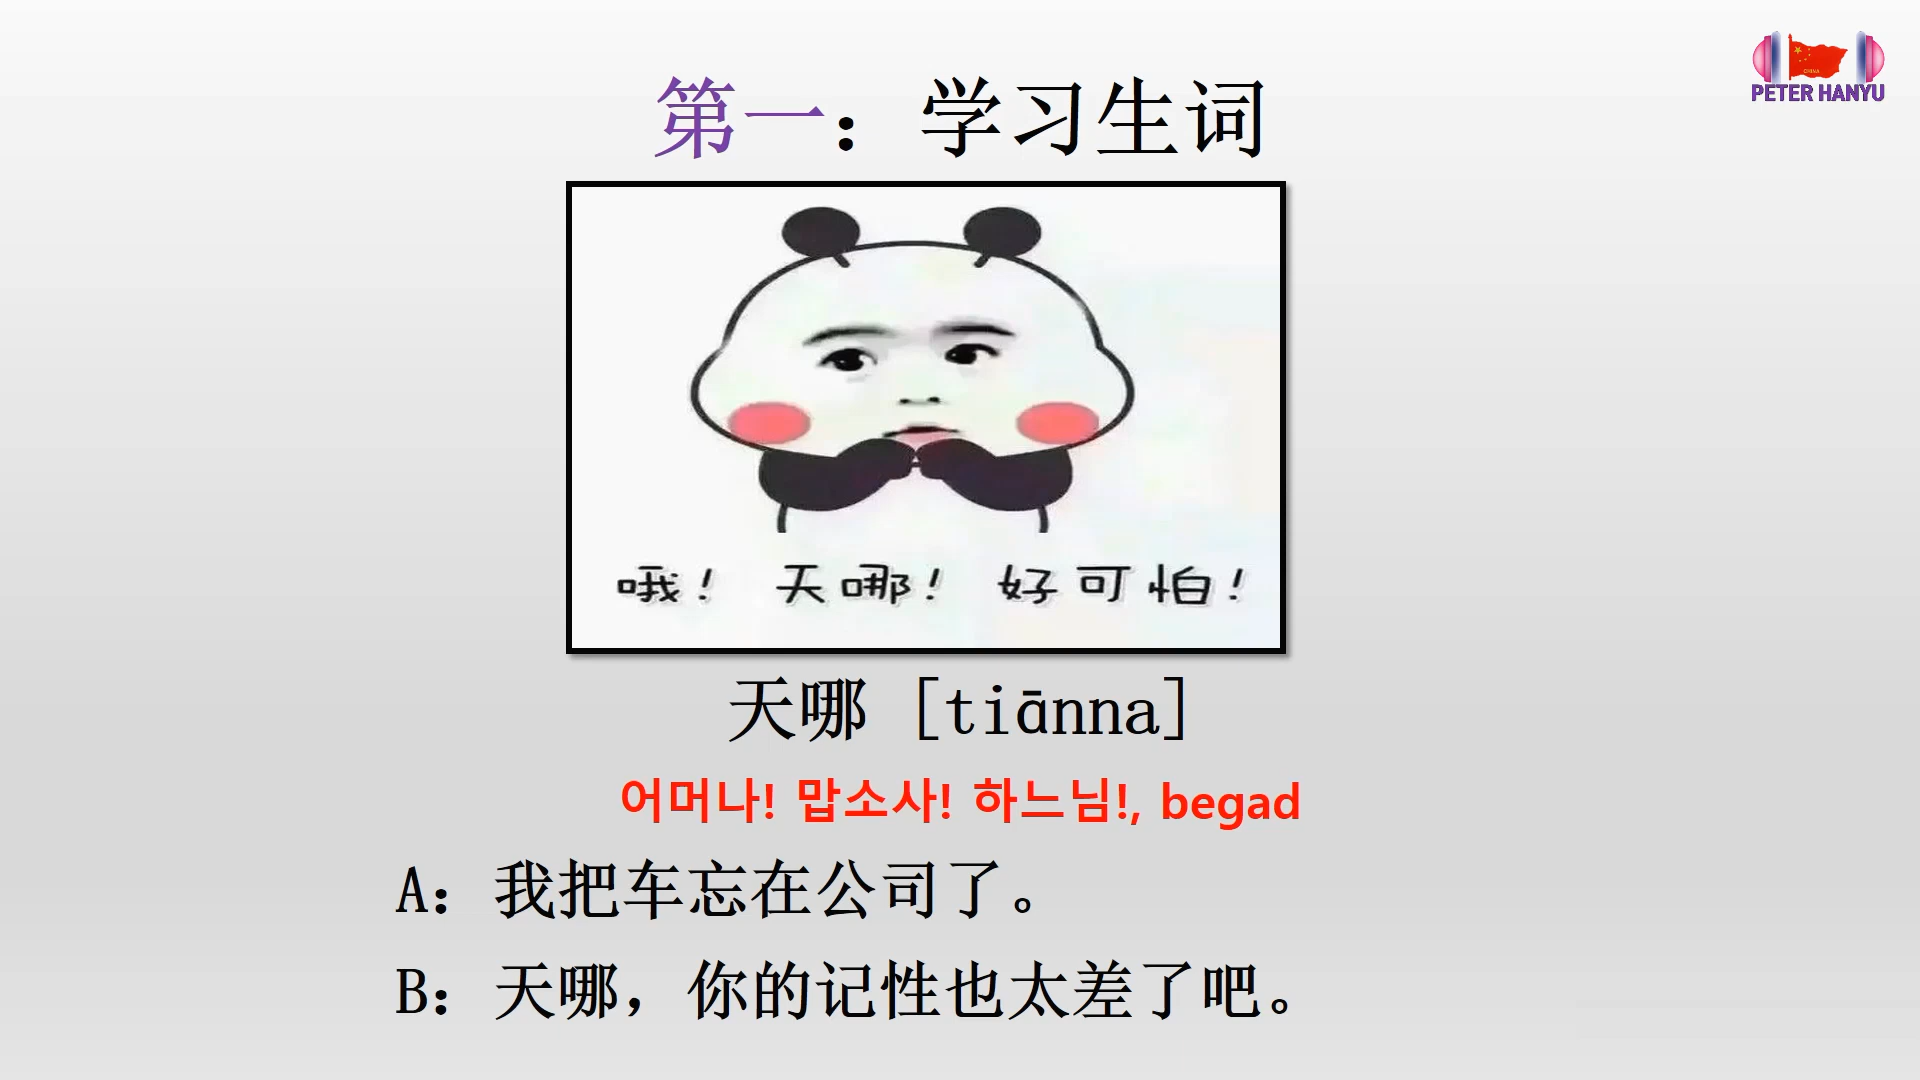 CHINA
PETER HANYU
第一：学习生词
哦！ 天哪！ 好可怕！
天哪 [tiānna]
어머나! 맙소사! 하느님!, begad
A：我把车忘在公司了。
B：天哪，你的记性也太差了吧。